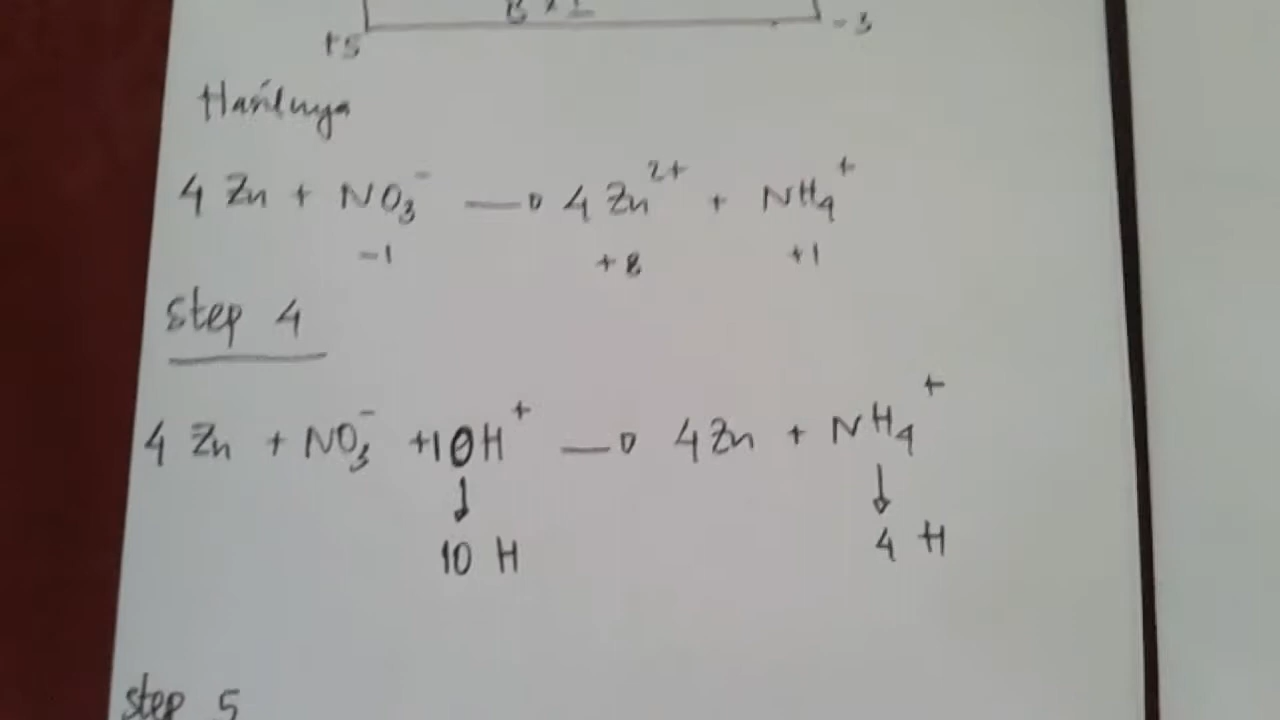 +5 -3
Hasilnya
4 Zn + NO₃⁻ → 4 Zn²⁺ + NH₄⁺
-1 +8 +1
Step 4
4 Zn + NO₃⁻ + 10H⁺ → 4 Zn + NH₄⁺
↓ ↓
10 H 4 H
Step 5